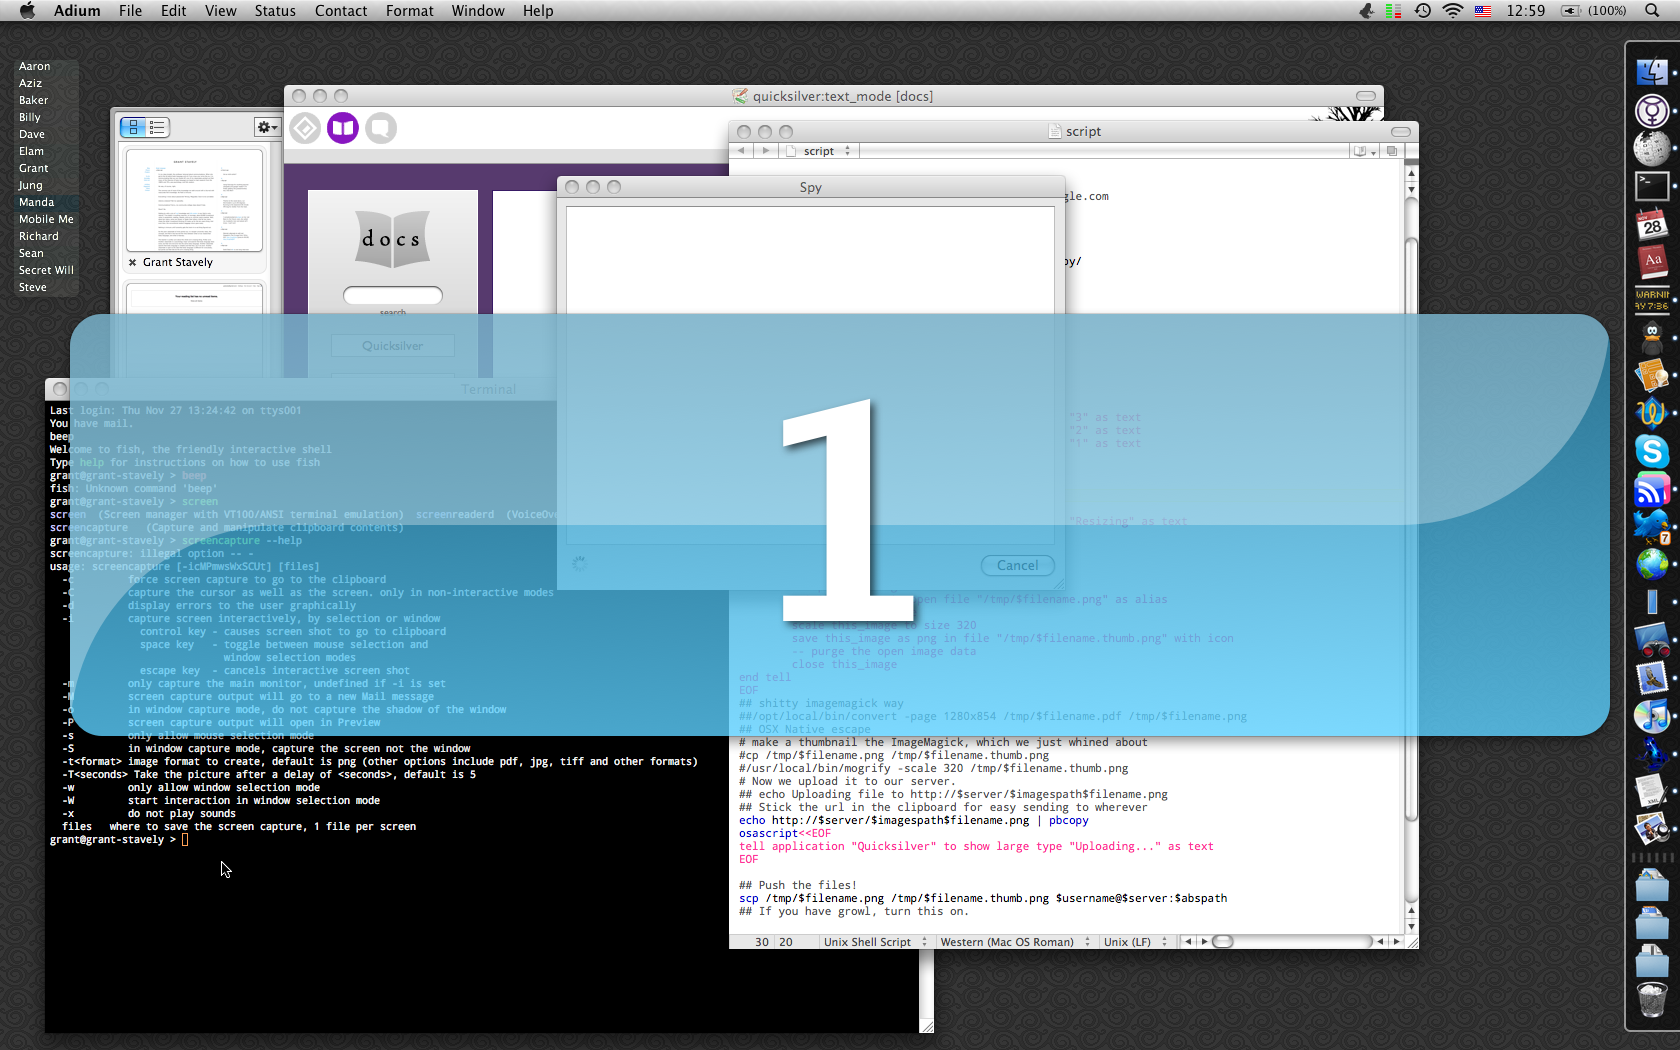 Adium File Edit View Status Contact Format Window Help
12:59 (100%)
Aaron
Aziz
Baker
Billy
Dave
Elam
Grant
Jung
Manda
Mobile Me
Richard
Sean
Secret Will
Steve
GRANT STAVELY
Grant Stavely
quicksilver:text_mode [docs]
docs
search
Quicksilver
script
script
gle.com
py/
"3" as text
"2" as text
"1" as text
"Resizing" as text
Spy
Cancel
1
pen file "/tmp/$filename.png" as alias
scale this_image to size 320
save this_image as png in file "/tmp/$filename.thumb.png" with icon
-- purge the open image data
close this_image
end tell
EOF
## shitty imagemagick way
##/opt/local/bin/convert -page 1280x854 /tmp/$filename.pdf /tmp/$filename.png
## OSX Native escape
# make a thumbnail the ImageMagick, which we just whined about
#cp /tmp/$filename.png /tmp/$filename.thumb.png
#/usr/local/bin/mogrify -scale 320 /tmp/$filename.thumb.png
# Now we upload it to our server.
## echo Uploading file to http://$server/$imagespath$filename.png
## Stick the url in the clipboard for easy sending to wherever
echo http://$server/$imagespath$filename.png | pbcopy
osascript<<EOF
tell application "Quicksilver" to show large type "Uploading..." as text
EOF
## Push the files!
scp /tmp/$filename.png /tmp/$filename.thumb.png $username@$server:$abspath
## If you have growl, turn this on.
30 20 Unix Shell Script Western (Mac OS Roman) Unix (LF)
Terminal
Last login: Thu Nov 27 13:24:42 on ttys001
You have mail.
beep
Welcome to fish, the friendly interactive shell
Type help for instructions on how to use fish
grant@grant-stavely > beep
fish: Unknown command 'beep'
grant@grant-stavely > screen
screen (Screen manager with VT100/ANSI terminal emulation) screenreaderd (VoiceOve
screencapture (Capture and manipulate clipboard contents)
grant@grant-stavely > screencapture --help
screencapture: illegal option -- -
usage: screencapture [-icMPmwsWxSCUt] [files]
-c force screen capture to go to the clipboard
-C capture the cursor as well as the screen. only in non-interactive modes
-d display errors to the user graphically
-i capture screen interactively, by selection or window
control key - causes screen shot to go to clipboard
space key - toggle between mouse selection and
window selection modes
escape key - cancels interactive screen shot
-m only capture the main monitor, undefined if -i is set
-M screen capture output will go to a new Mail message
-o in window capture mode, do not capture the shadow of the window
-P screen capture output will open in Preview
-s only allow mouse selection mode
-S in window capture mode, capture the screen not the window
-t<format> image format to create, default is png (other options include pdf, jpg, tiff and other formats)
-T<seconds> Take the picture after a delay of <seconds>, default is 5
-w only allow window selection mode
-W start interaction in window selection mode
-x do not play sounds
files where to save the screen capture, 1 file per screen
grant@grant-stavely >
NOV
28
Aa
WARNIN
AY 7:36
7
XML